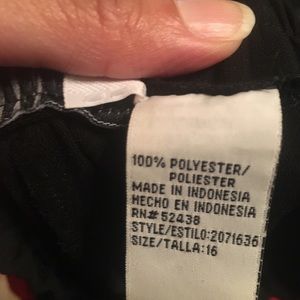 100% POLYESTER/
POLIESTER
MADE IN INDONESIA
HECHO EN INDONESIA
RN# 52438
STYLE/ESTILO:2071636
SIZE/TALLA:16